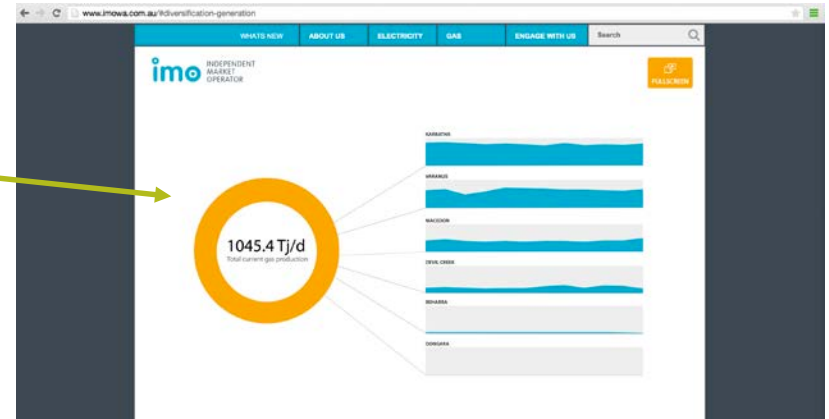 www.imowa.com.au/#diversification-generation
WHATS NEW
ABOUT US
ELECTRICITY
GAS
ENGAGE WITH US
Search
imo
INDEPENDENT
MARKET
OPERATOR
FULLSCREEN
KARRATHA
VARANUS
MACEDON
DEVIL CREEK
BEHARRA
DONGARA
1045.4 Tj/d
Total current gas production